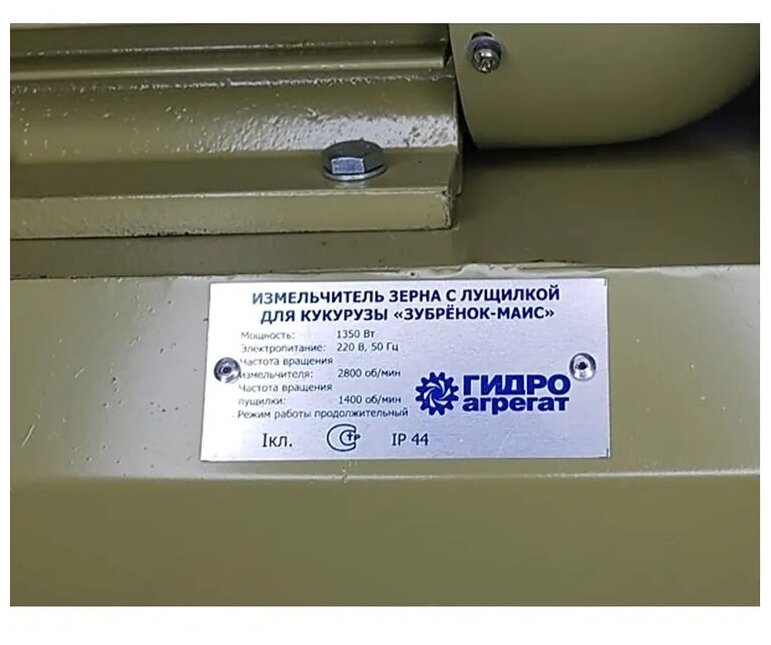 ИЗМЕЛЬЧИТЕЛЬ ЗЕРНА С ЛУЩИЛКОЙ
ДЛЯ КУКУРУЗЫ «ЗУБРЁНОК-МАИС»
Мощность: 1350 Вт
Электропитание: 220 В, 50 Гц
Частота вращения
измельчителя: 2800 об/мин
Частота вращения
лущилки: 1400 об/мин
Режим работы продолжительный
ГИДРО
агрегат
Iкл. СТР IP 44